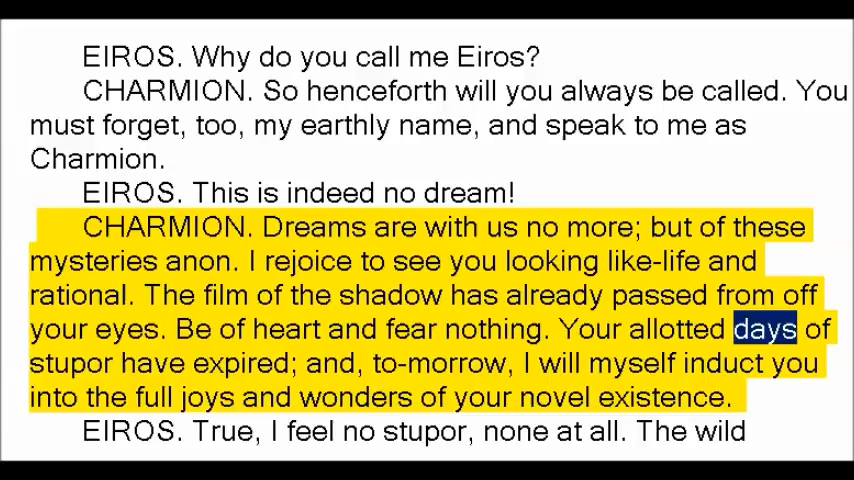 EIROS. Why do you call me Eiros?
CHARMION. So henceforth will you always be called. You
must forget, too, my earthly name, and speak to me as
Charmion.
EIROS. This is indeed no dream!
CHARMION. Dreams are with us no more; but of these
mysteries anon. I rejoice to see you looking like-life and
rational. The film of the shadow has already passed from off
your eyes. Be of heart and fear nothing. Your allotted days of
stupor have expired; and, to-morrow, I will myself induct you
into the full joys and wonders of your novel existence.
EIROS. True, I feel no stupor, none at all. The wild